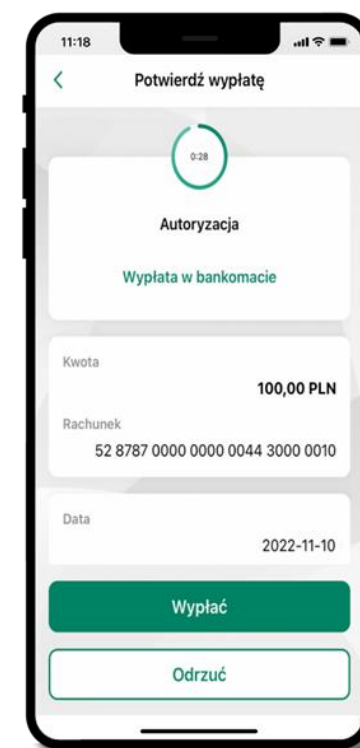 11:18
Potwierdź wypłatę
0:28
Autoryzacja
Wypłata w bankomacie
Kwota
100,00 PLN
Rachunek
52 8787 0000 0000 0044 3000 0010
Data
2022-11-10
Wypłać
Odrzuć